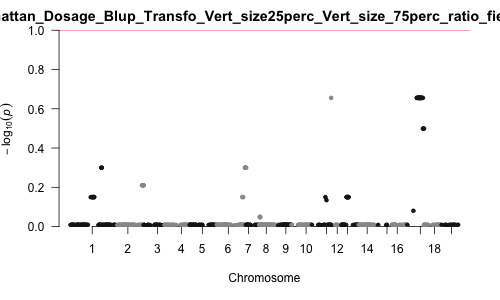 attan_Dosage_Blup_Transfo_Vert_size25perc_Vert_size_75perc_ratio_fie
1.0
0.8
0.6
0.4
0.2
0.0
− log10(p)
1 2 3 4 5 6 7 8 9 10 12 14 16 18
Chromosome